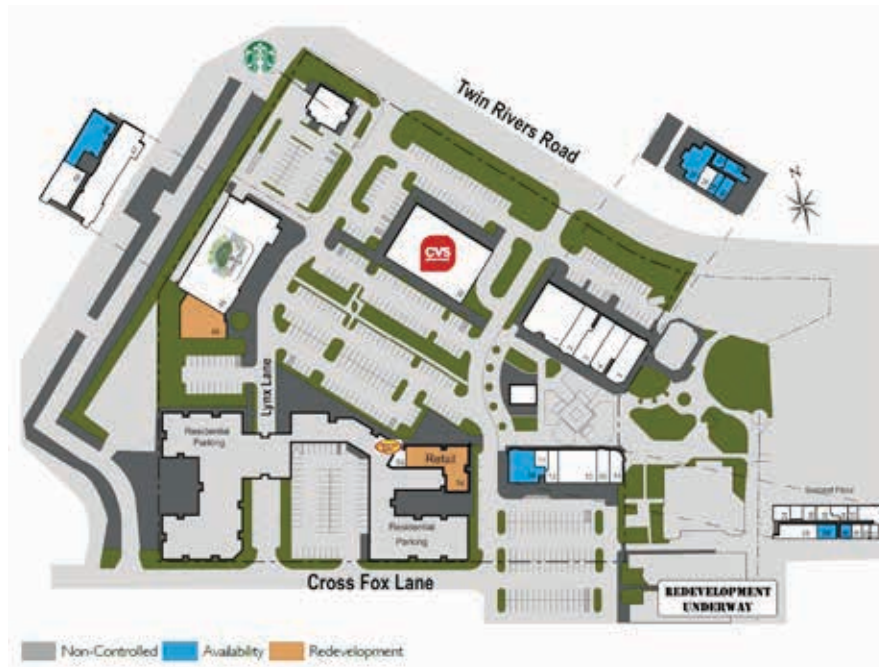 Twin Rivers Road
CVS
Lynx Lane
Residential
Parking
Retail
Residential
Parking
Second Floor
Cross Fox Lane
REDEVELOPMENT
UNDERWAY
Non-Controlled
Availability
Redevelopment